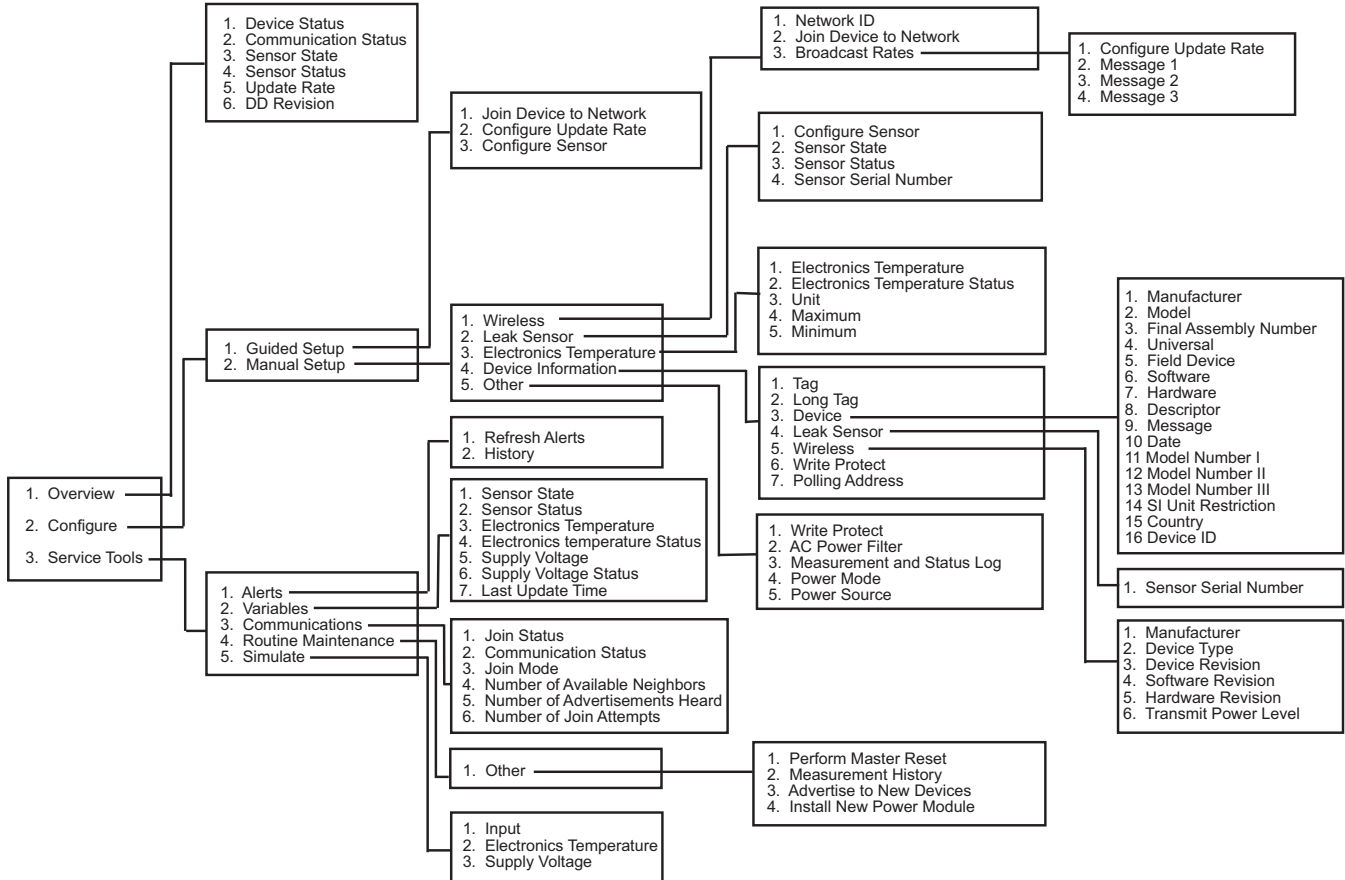 1. Device Status
2. Communication Status
3. Sensor State
4. Sensor Status
5. Update Rate
6. DD Revision
1. Network ID
2. Join Device to Network
3. Broadcast Rates
1. Configure Update Rate
2. Message 1
3. Message 2
4. Message 3
1. Join Device to Network
2. Configure Update Rate
3. Configure Sensor
1. Configure Sensor
2. Sensor State
3. Sensor Status
4. Sensor Serial Number
1. Electronics Temperature
2. Electronics Temperature Status
3. Unit
4. Maximum
5. Minimum
1. Guided Setup
2. Manual Setup
1. Wireless
2. Leak Sensor
3. Electronics Temperature
4. Device Information
5. Other
1. Tag
2. Long Tag
3. Device
4. Leak Sensor
5. Wireless
6. Write Protect
7. Polling Address
1. Manufacturer
2. Model
3. Final Assembly Number
4. Universal
5. Field Device
6. Software
7. Hardware
8. Descriptor
9. Message
10 Date
11 Model Number I
12 Model Number II
13 Model Number III
14 SI Unit Restriction
15 Country
16 Device ID
1. Overview
2. Configure
3. Service Tools
1. Refresh Alerts
2. History
1. Sensor State
2. Sensor Status
3. Electronics Temperature
4. Electronics temperature Status
5. Supply Voltage
6. Supply Voltage Status
7. Last Update Time
1. Write Protect
2. AC Power Filter
3. Measurement and Status Log
4. Power Mode
5. Power Source
1. Sensor Serial Number
1. Alerts
2. Variables
3. Communications
4. Routine Maintenance
5. Simulate
1. Join Status
2. Communication Status
3. Join Mode
4. Number of Available Neighbors
5. Number of Advertisements Heard
6. Number of Join Attempts
1. Manufacturer
2. Device Type
3. Device Revision
4. Software Revision
5. Hardware Revision
6. Transmit Power Level
1. Other
1. Perform Master Reset
2. Measurement History
3. Advertise to New Devices
4. Install New Power Module
1. Input
2. Electronics Temperature
3. Supply Voltage